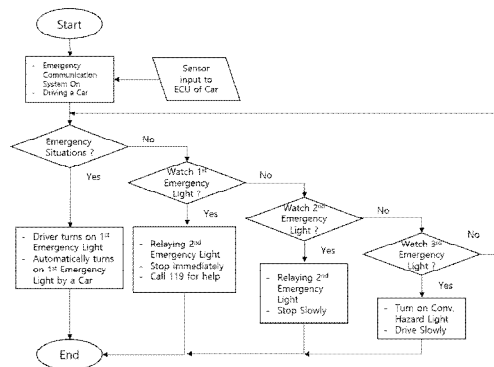 Start
- Emergency
Communication
System On
- Driving a Car
Sensor
input to
ECU of Car
Emergency
Situations ?
No
Yes
Watch 1st
Emergency
Light ?
No
Yes
Watch 2nd
Emergency
Light ?
No
Yes
Watch 3rd
Emergency
Light ?
No
Yes
- Driver turns on 1st
Emergency Light
- Automatically turns
on 1st Emergency
Light by a Car
- Relaying 2nd
Emergency Light
- Stop Immediately
- Call 119 for help
- Relaying 2nd
Emergency
Light
- Stop Slowly
- Turn on Conv.
Hazard Light
- Drive Slowly
End